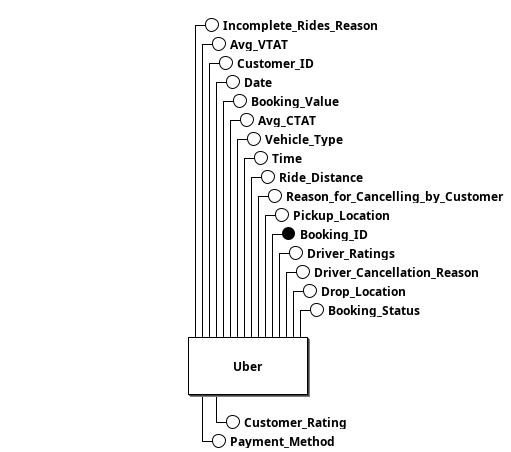 Incomplete_Rides_Reason
Avg_VTAT
Customer_ID
Date
Booking_Value
Avg_CTAT
Vehicle_Type
Time
Ride_Distance
Reason_for_Cancelling_by_Customer
Pickup_Location
Booking_ID
Driver_Ratings
Driver_Cancellation_Reason
Drop_Location
Booking_Status
Uber
Customer_Rating
Payment_Method